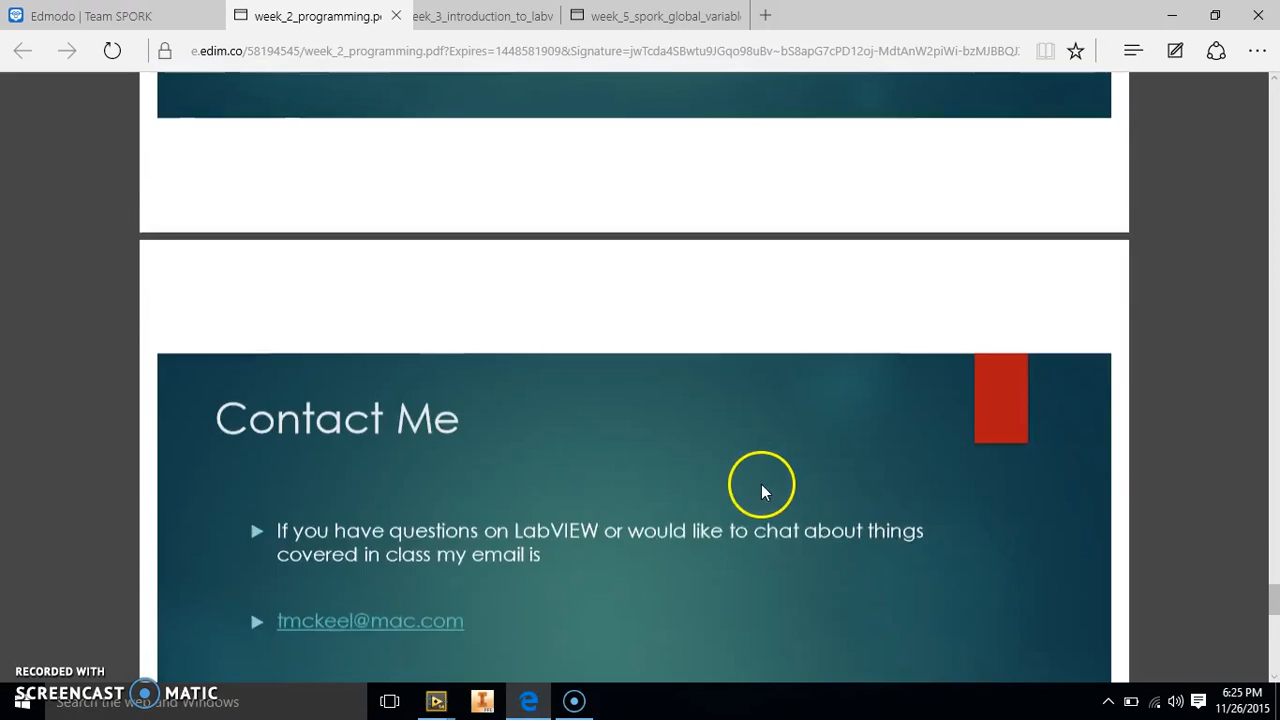 Edmodo | Team SPORK
week_2_programming.p
eek_3_introduction_to_labv
week_5_spork_global_variabl
e.edim.co/58194545/week_2_programming.pdf?Expires=1448581909&Signature=jwTcda4SBwtu9JGqo98uBv~bS8apG7cPD12oj-MdtAnW2piWi-bzMJBBQJ
Contact Me
If you have questions on LabVIEW or would like to chat about things
covered in class my email is
tmckeel@mac.com
RECORDED WITH
SCREENCAST MATIC
Search the web and Windows
6:25 PM
11/26/2015